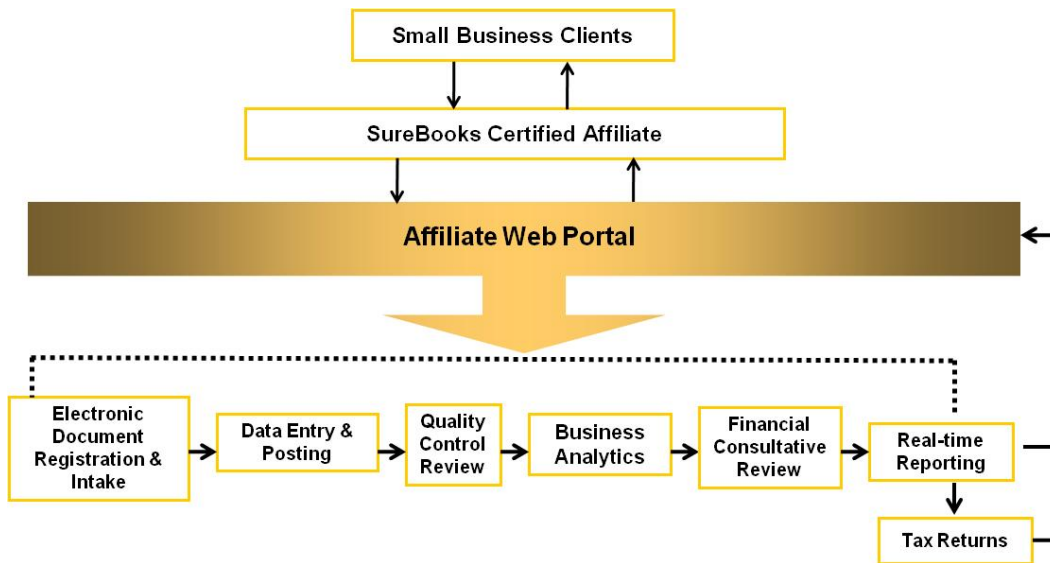 Small Business Clients
SureBooks Certified Affiliate
Affiliate Web Portal
Electronic
Document
Registration &
Intake
Data Entry &
Posting
Quality
Control
Review
Business
Analytics
Financial
Consultative
Review
Real-time
Reporting
Tax Returns